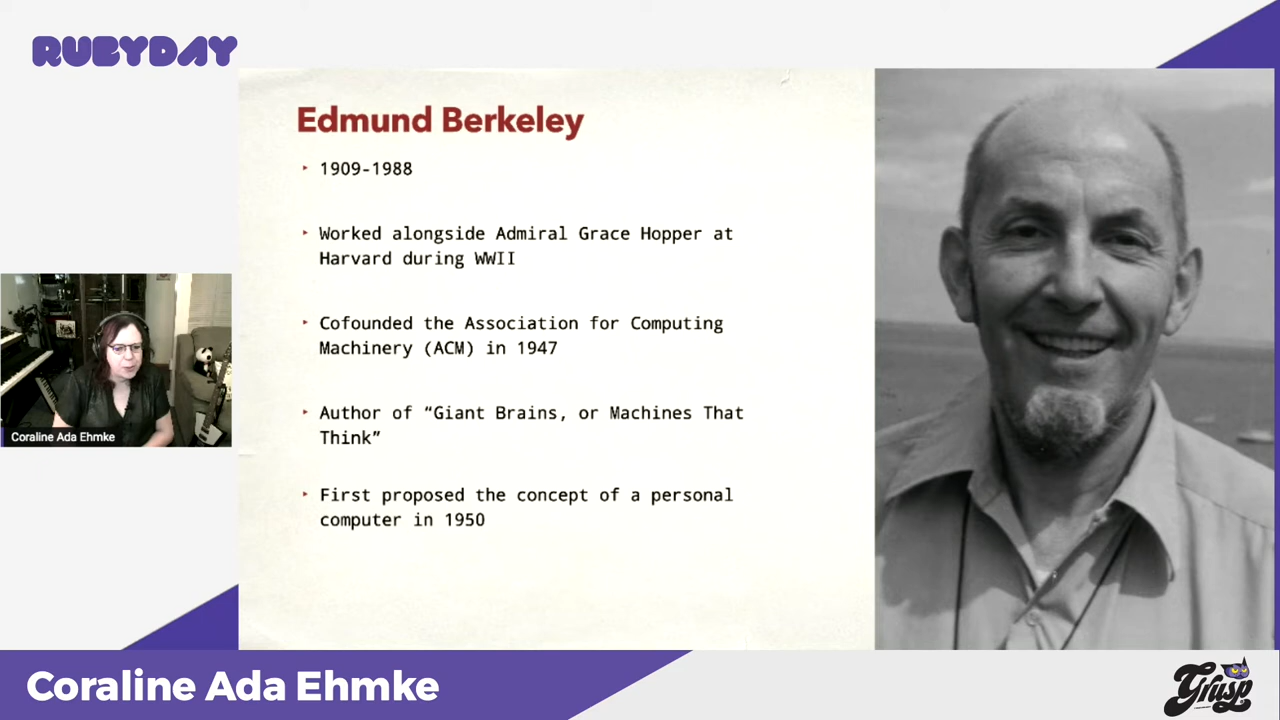 RUBYDAY
Edmund Berkeley
‣ 1909-1988
‣ Worked alongside Admiral Grace Hopper at
Harvard during WWII
‣ Cofounded the Association for Computing
Machinery (ACM) in 1947
‣ Author of “Giant Brains, or Machines That
Think”
‣ First proposed the concept of a personal
computer in 1950
Coraline Ada Ehmke
Coraline Ada Ehmke
Grusp